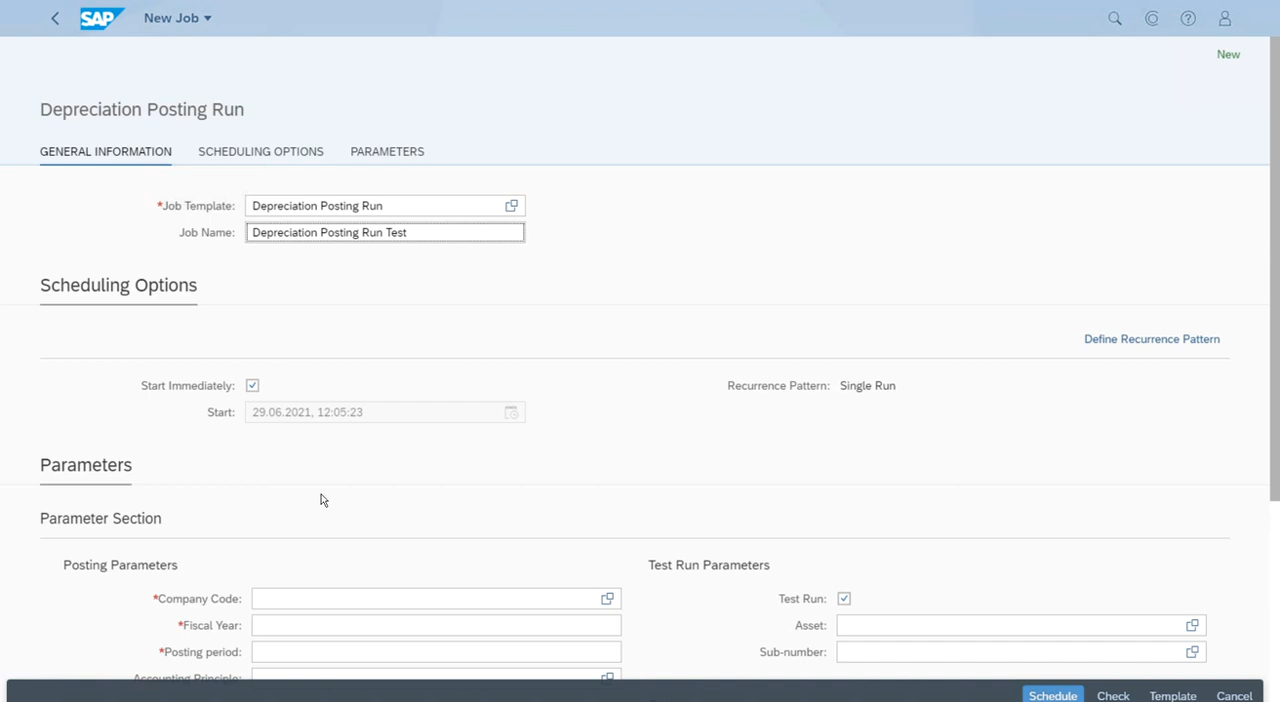 SAP New Job
New
Depreciation Posting Run
GENERAL INFORMATION SCHEDULING OPTIONS PARAMETERS
*Job Template: Depreciation Posting Run
Job Name: Depreciation Posting Run Test
Scheduling Options
Define Recurrence Pattern
Start Immediately: Recurrence Pattern: Single Run
Start: 29.06.2021, 12:05:23
Parameters
Parameter Section
Posting Parameters Test Run Parameters
*Company Code: Test Run:
*Fiscal Year: Asset:
*Posting period: Sub-number:
Accounting Principle:
Schedule Check Template Cancel